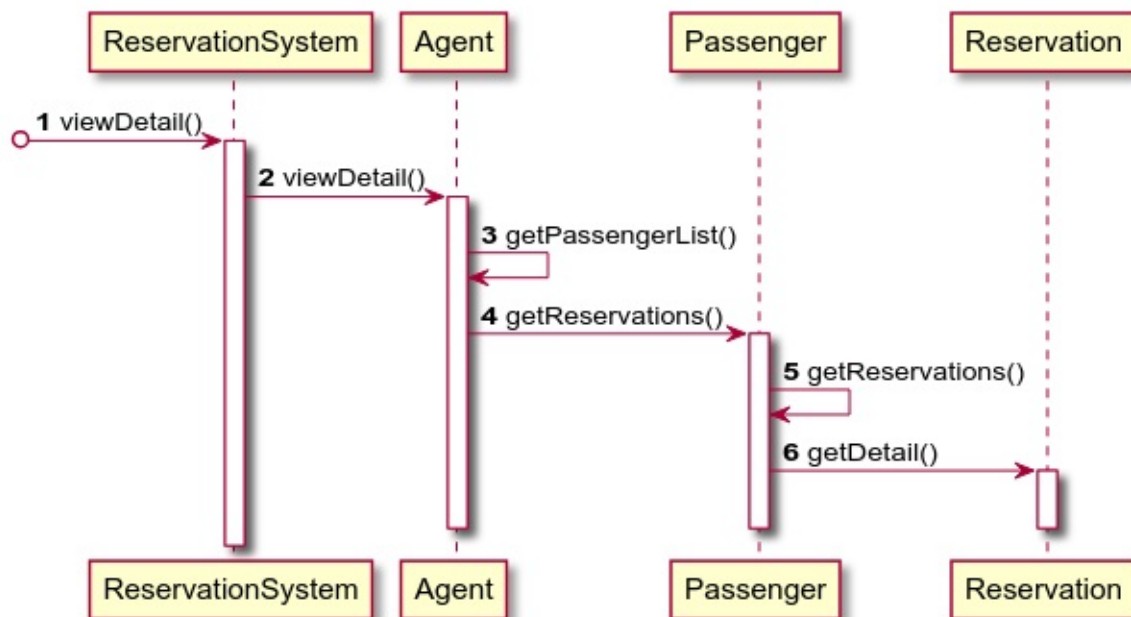 ReservationSystem
Agent
Passenger
Reservation
1 viewDetail()
2 viewDetail()
3 getPassengerList()
4 getReservations()
5 getReservations()
6 getDetail()
ReservationSystem
Agent
Passenger
Reservation